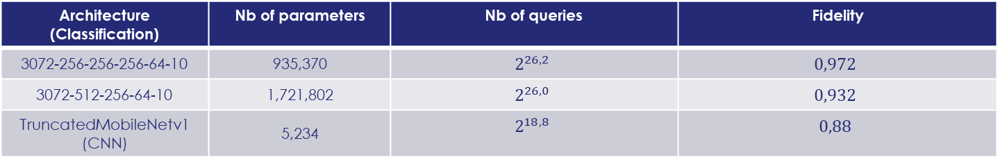 Architecture (Classification) Nb of parameters Nb of queries Fidelity
3072-256-256-256-64-10 935,370 2^26,2 0,972
3072-512-256-64-10 1,721,802 2^26,0 0,932
TruncatedMobileNetv1 (CNN) 5,234 2^18,8 0,88